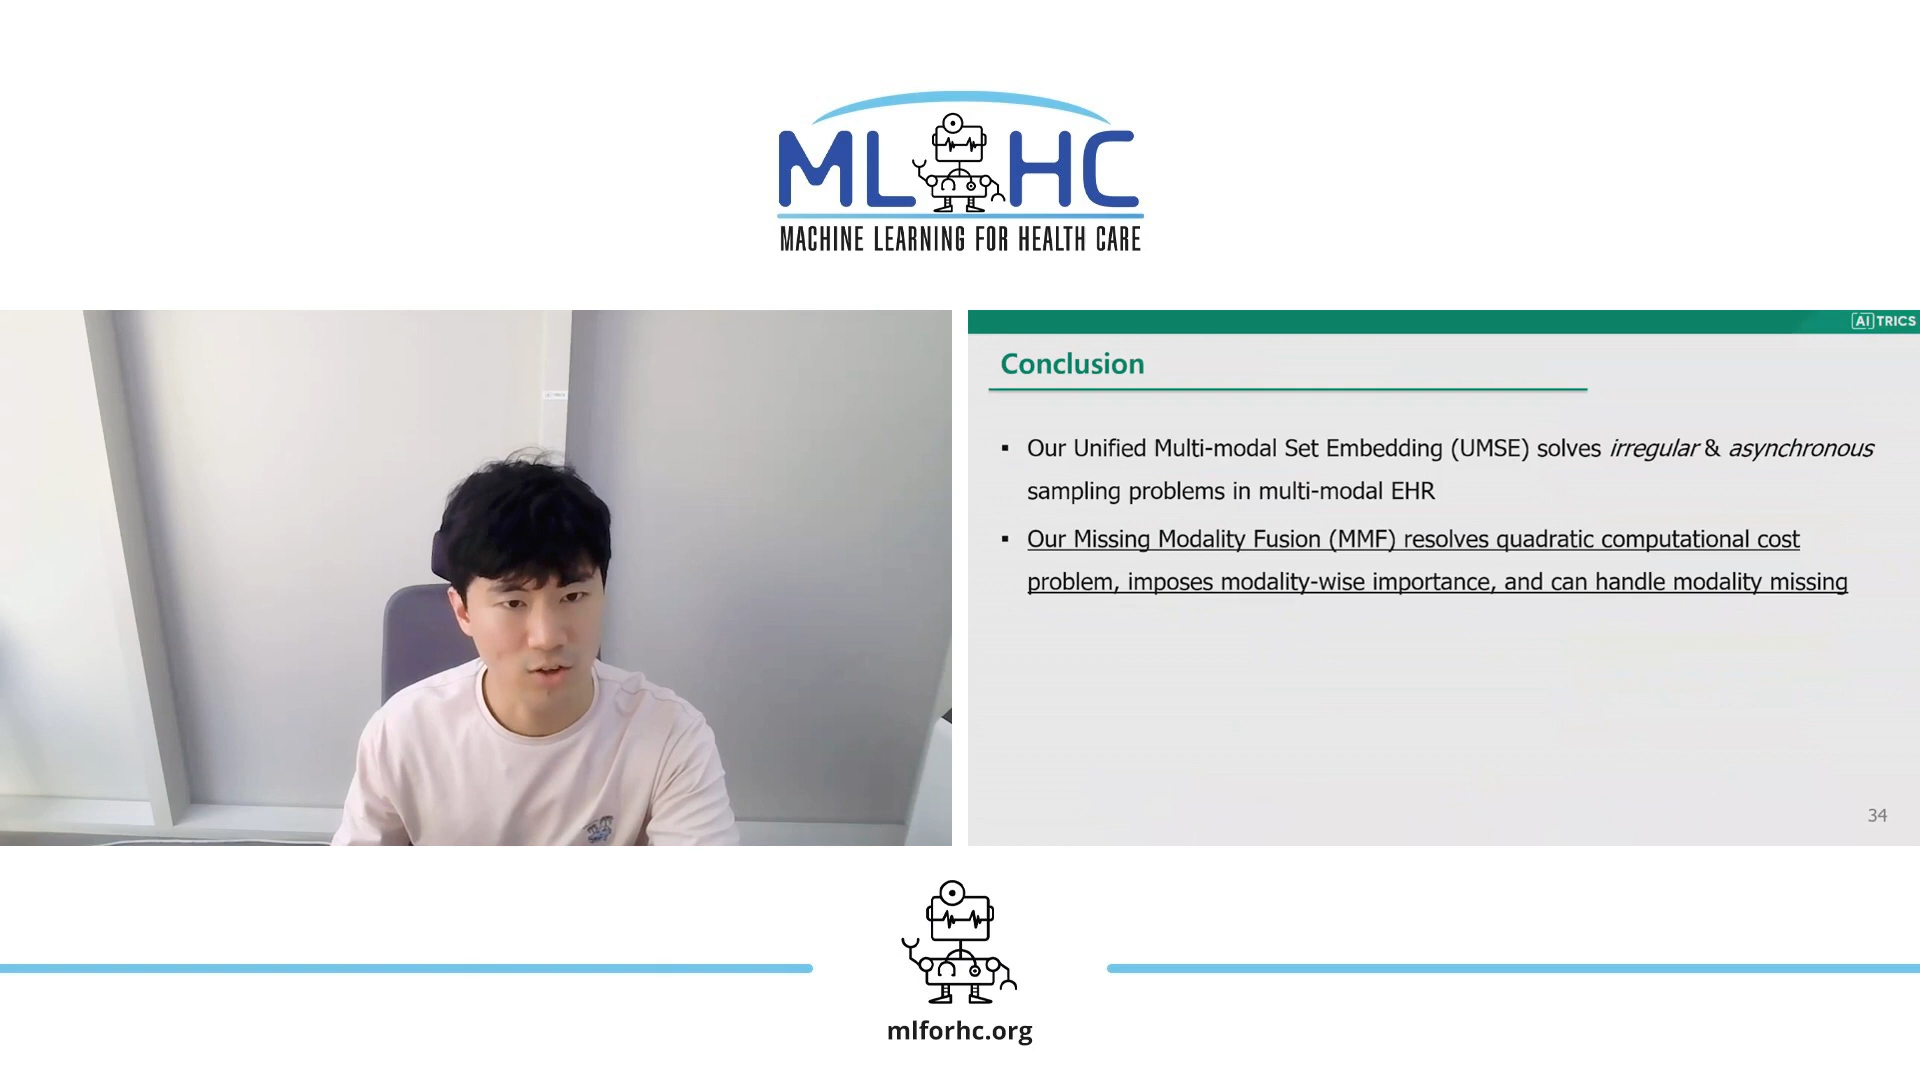 ML HC
MACHINE LEARNING FOR HEALTH CARE
AITRICS
Conclusion
▪ Our Unified Multi-modal Set Embedding (UMSE) solves irregular & asynchronous
sampling problems in multi-modal EHR
▪ Our Missing Modality Fusion (MMF) resolves quadratic computational cost
problem, imposes modality-wise importance, and can handle modality missing
34
mlforhc.org